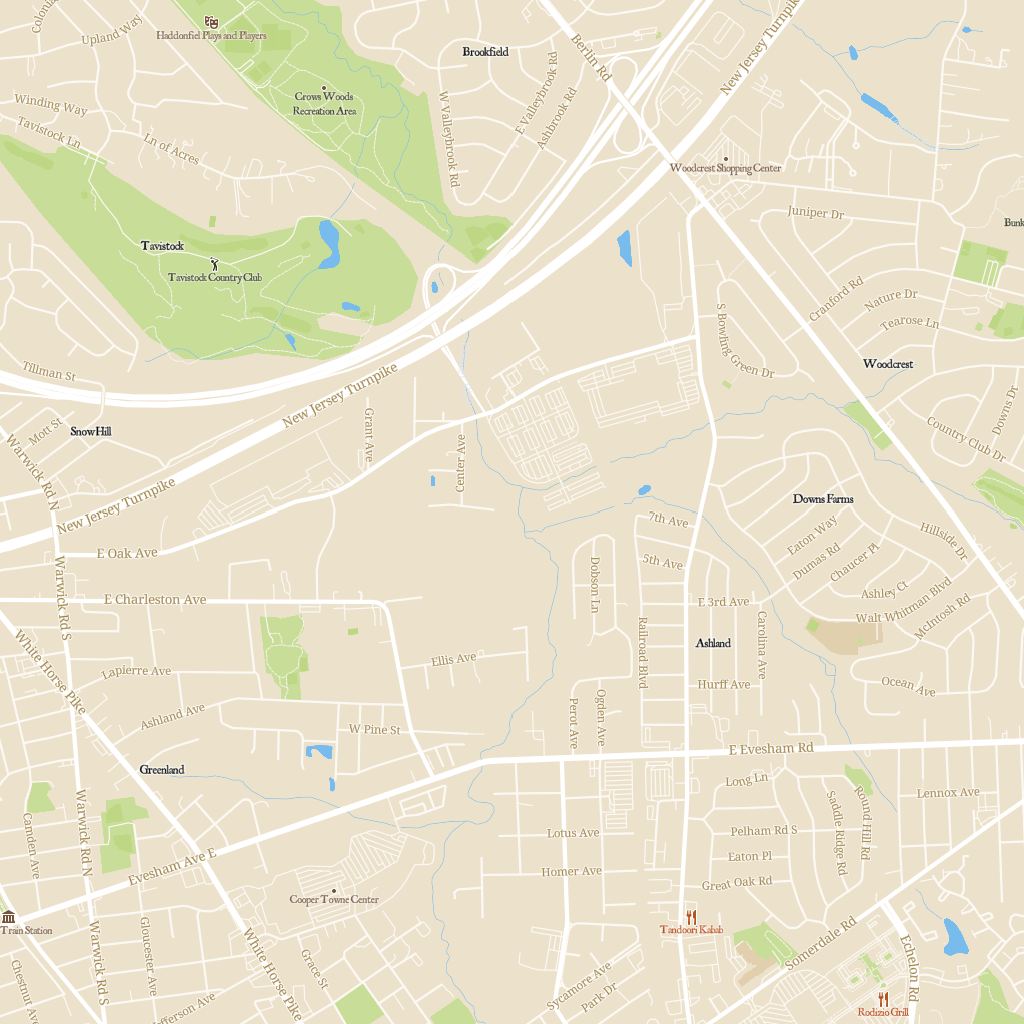 Upland Way
Haddonfiel Plays and Players
Brookfield
Berlin Rd
New Jersey Turnpike
Crows Woods
Recreation Area
Winding Way
Tavistock Ln
Ln of Acres
W Valleybrook Rd
E Valleybrook Rd
Ashbrook Rd
Woodcrest Shopping Center
Juniper Dr
Bunk
Tavistock
Tavistock Country Club
Cranford Rd
Nature Dr
Tearose Ln
S Bowling Green Dr
Woodcrest
Tillman St
New Jersey Turnpike
Mott St
Snow Hill
Grant Ave
Center Ave
Downs Dr
Country Club Dr
Warwick Rd N
New Jersey Turnpike
Downs Farms
7th Ave
Eaton Way
Hillside Dr
E Oak Ave
5th Ave
Dumas Rd
Chaucer Pl
Warwick Rd S
Dobson Ln
Ashley Ct
E Charleston Ave
E 3rd Ave
Walt Whitman Blvd
McIntosh Rd
Carolina Ave
Railroad Blvd
Ashland
White Horse Pike
Ellis Ave
Lapierre Ave
Hurff Ave
Ocean Ave
Ashland Ave
Perot Ave
Ogden Ave
W Pine St
E Evesham Rd
Greenland
Long Ln
Lennox Ave
Camden Ave
Warwick Rd N
Saddle Ridge Rd
Round Hill Rd
Lotus Ave
Pelham Rd S
Evesham Ave E
Eaton Pl
Homer Ave
Great Oak Rd
Cooper Towne Center
Train Station
Tandoori Kabab
Warwick Rd S
Gloucester Ave
White Horse Pike
Somerdale Rd
Echelon Rd
Grace St
Chestnut Ave
Sycamore Ave
Park Dr
Jefferson Ave
Rodizio Grill